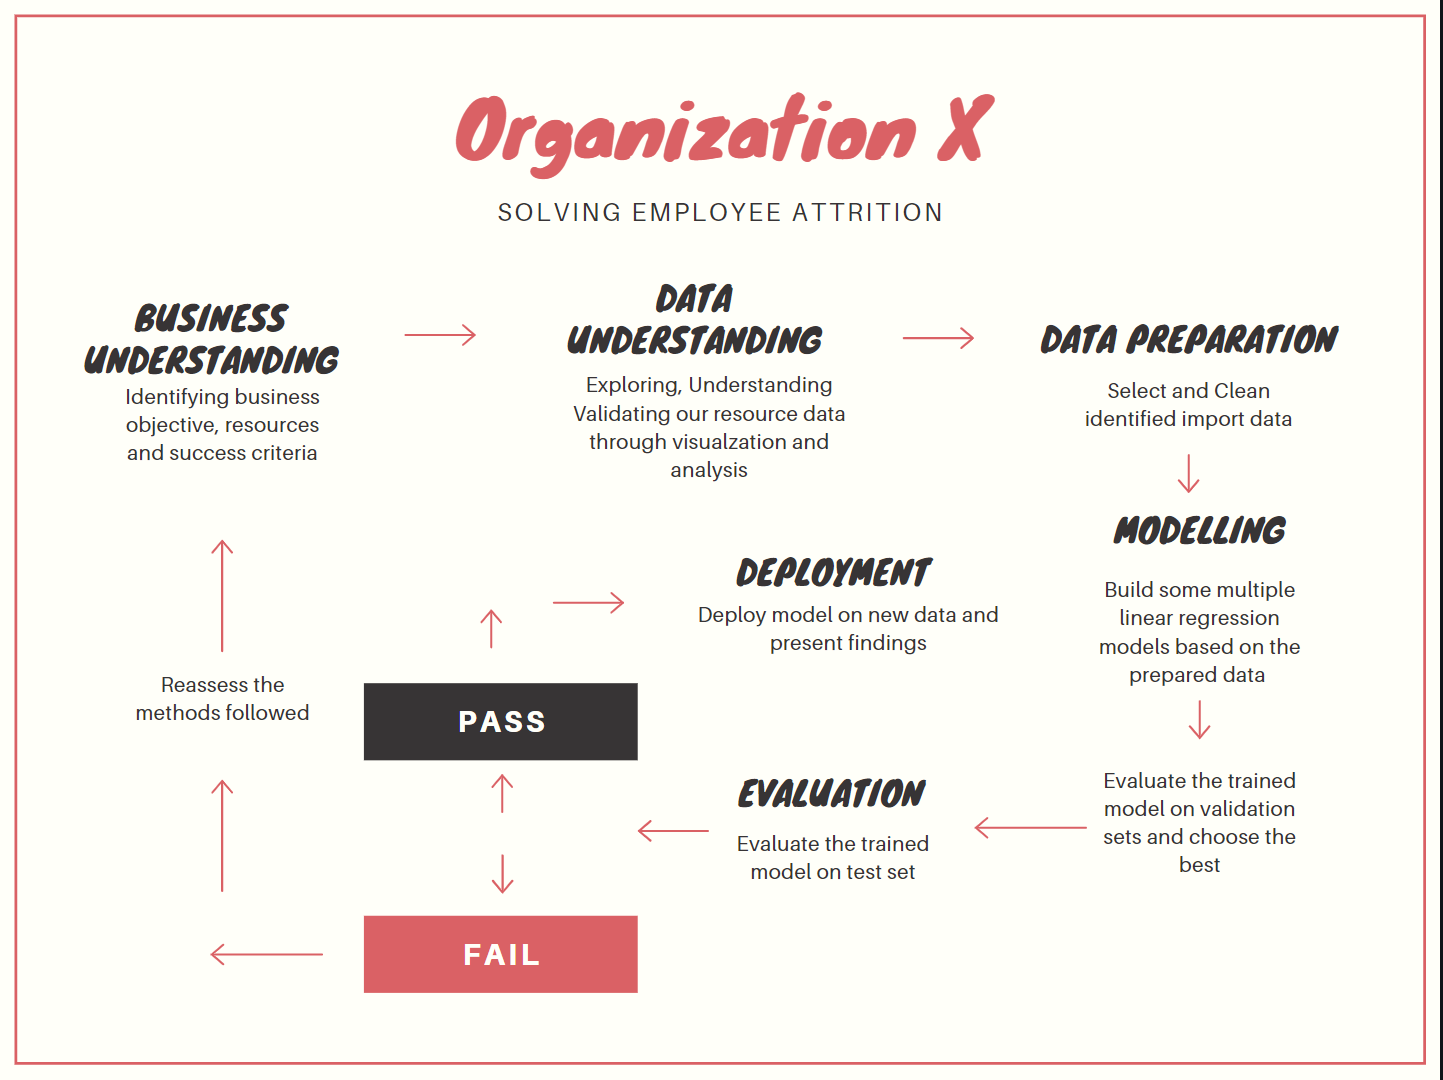 Organization X
SOLVING EMPLOYEE ATTRITION
BUSINESS
UNDERSTANDING
Identifying business
objective, resources
and success criteria
DATA
UNDERSTANDING
Exploring, Understanding
Validating our resource data
through visualzation and
analysis
DATA PREPARATION
Select and Clean
identified import data
MODELLING
Build some multiple
linear regression
models based on the
prepared data
Evaluate the trained
model on validation
sets and choose the
best
EVALUATION
Evaluate the trained
model on test set
PASS
DEPLOYMENT
Deploy model on new data and
present findings
FAIL
Reassess the
methods followed